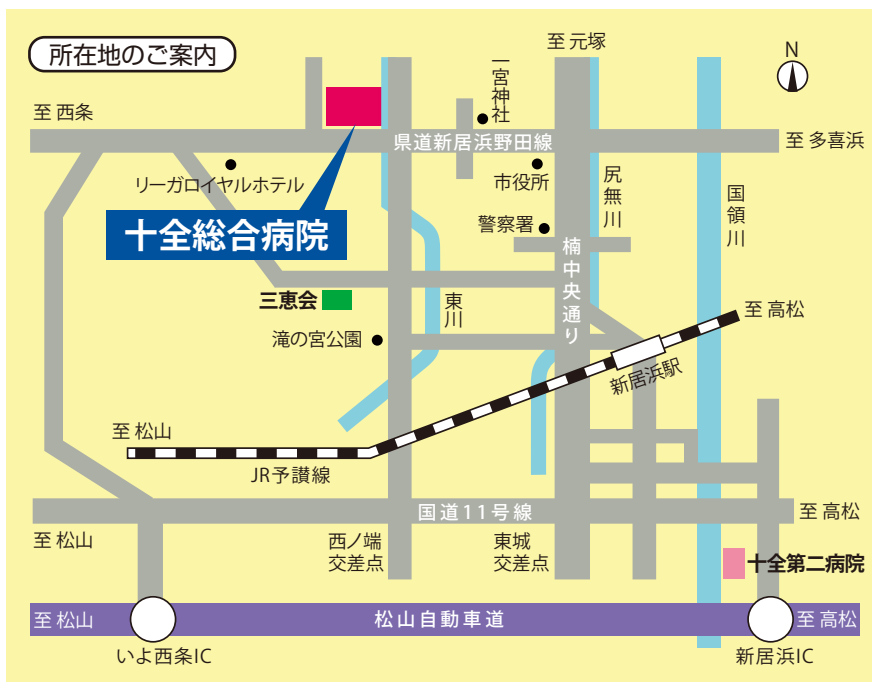 所在地のご案内
至 元塚
N
一宮神社
至 西条
県道新居浜野田線
至 多喜浜
リーガロイヤルホテル
市役所
尻無川
国領川
十全総合病院
警察署
楠中央通り
三恵会
東川
至 高松
滝の宮公園
新居浜駅
至 松山
JR予讃線
国道11号線
至 高松
至 松山
西ノ端
交差点
東城
交差点
十全第二病院
至 松山
松山自動車道
至 高松
いよ西条IC
新居浜IC